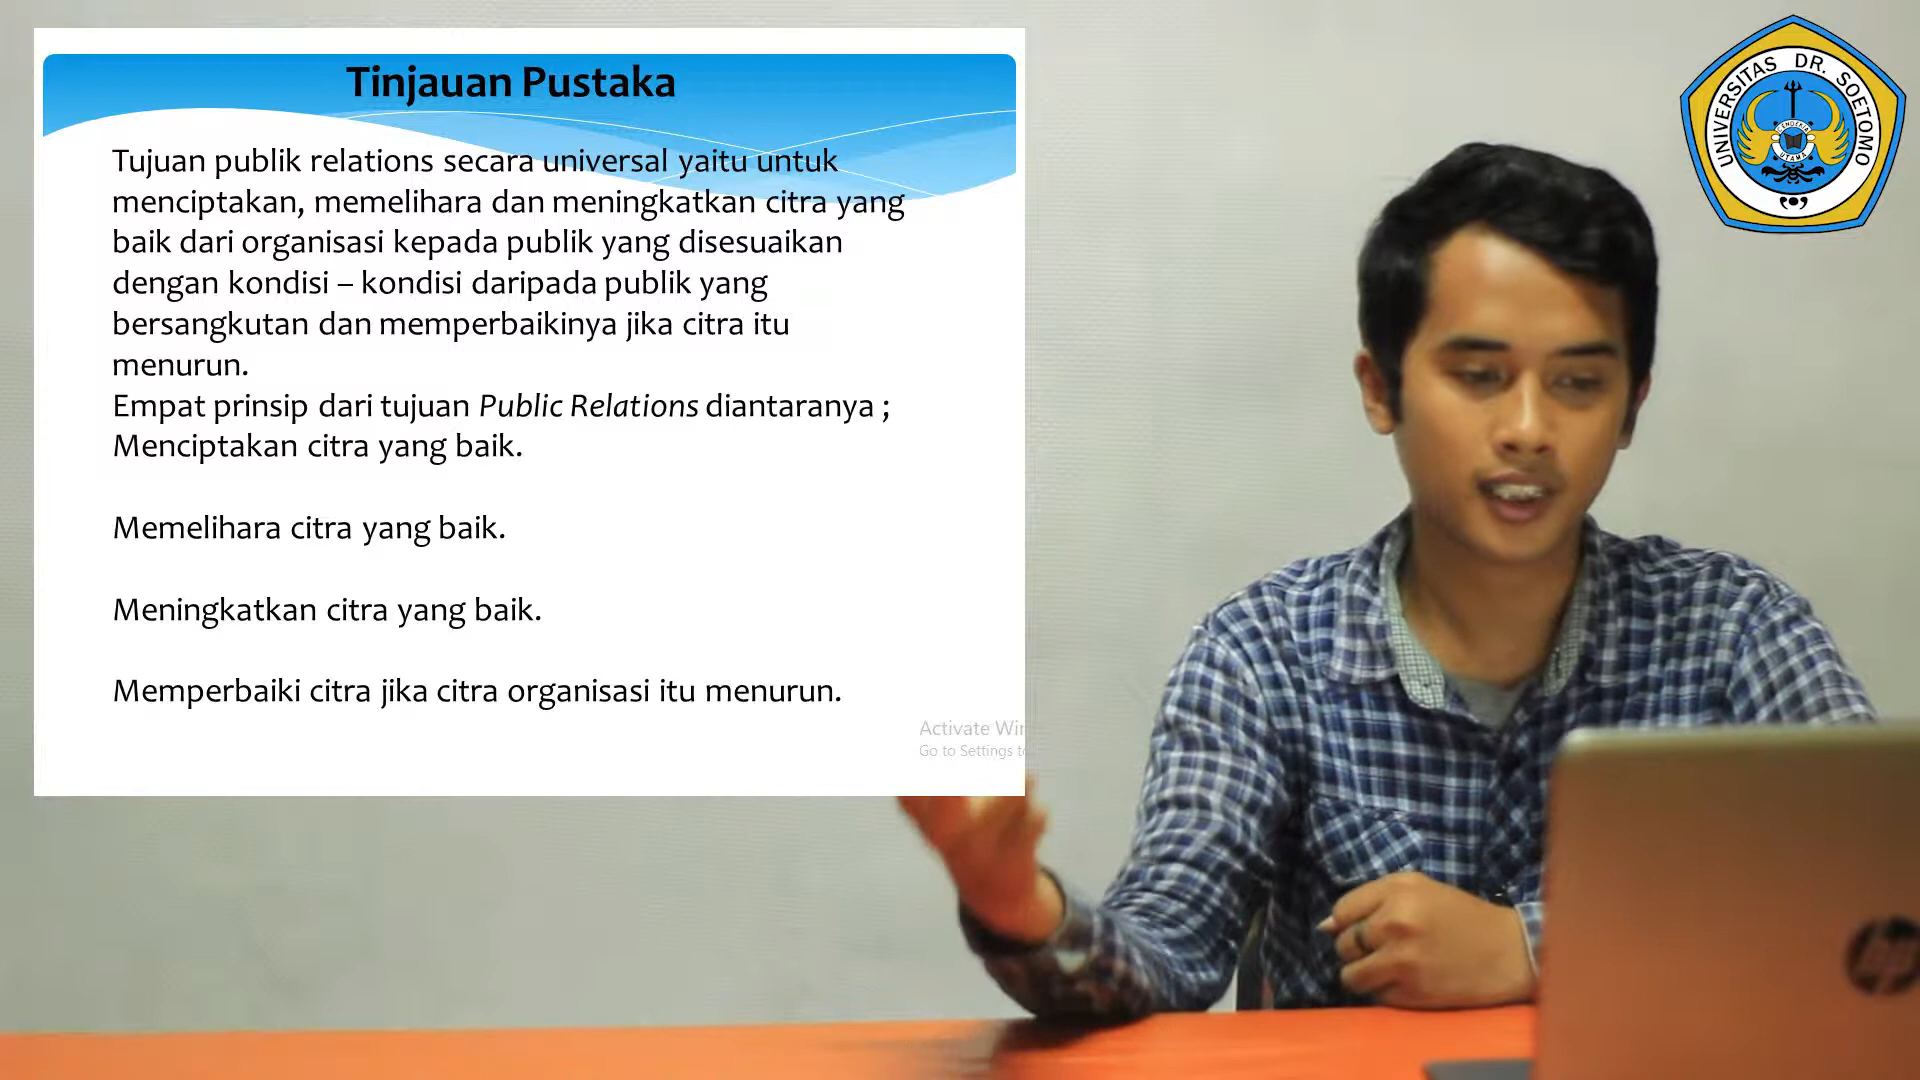 Tinjauan Pustaka
Tujuan publik relations secara universal yaitu untuk
menciptakan, memelihara dan meningkatkan citra yang
baik dari organisasi kepada publik yang disesuaikan
dengan kondisi – kondisi daripada publik yang
bersangkutan dan memperbaikinya jika citra itu
menurun.
Empat prinsip dari tujuan Public Relations diantaranya ;
Menciptakan citra yang baik.
Memelihara citra yang baik.
Meningkatkan citra yang baik.
Memperbaiki citra jika citra organisasi itu menurun.
Activate Wi
Go to Settings t
UNIVERSITAS DR. SOETOMO
CENDEKIA
UTAMA
hp